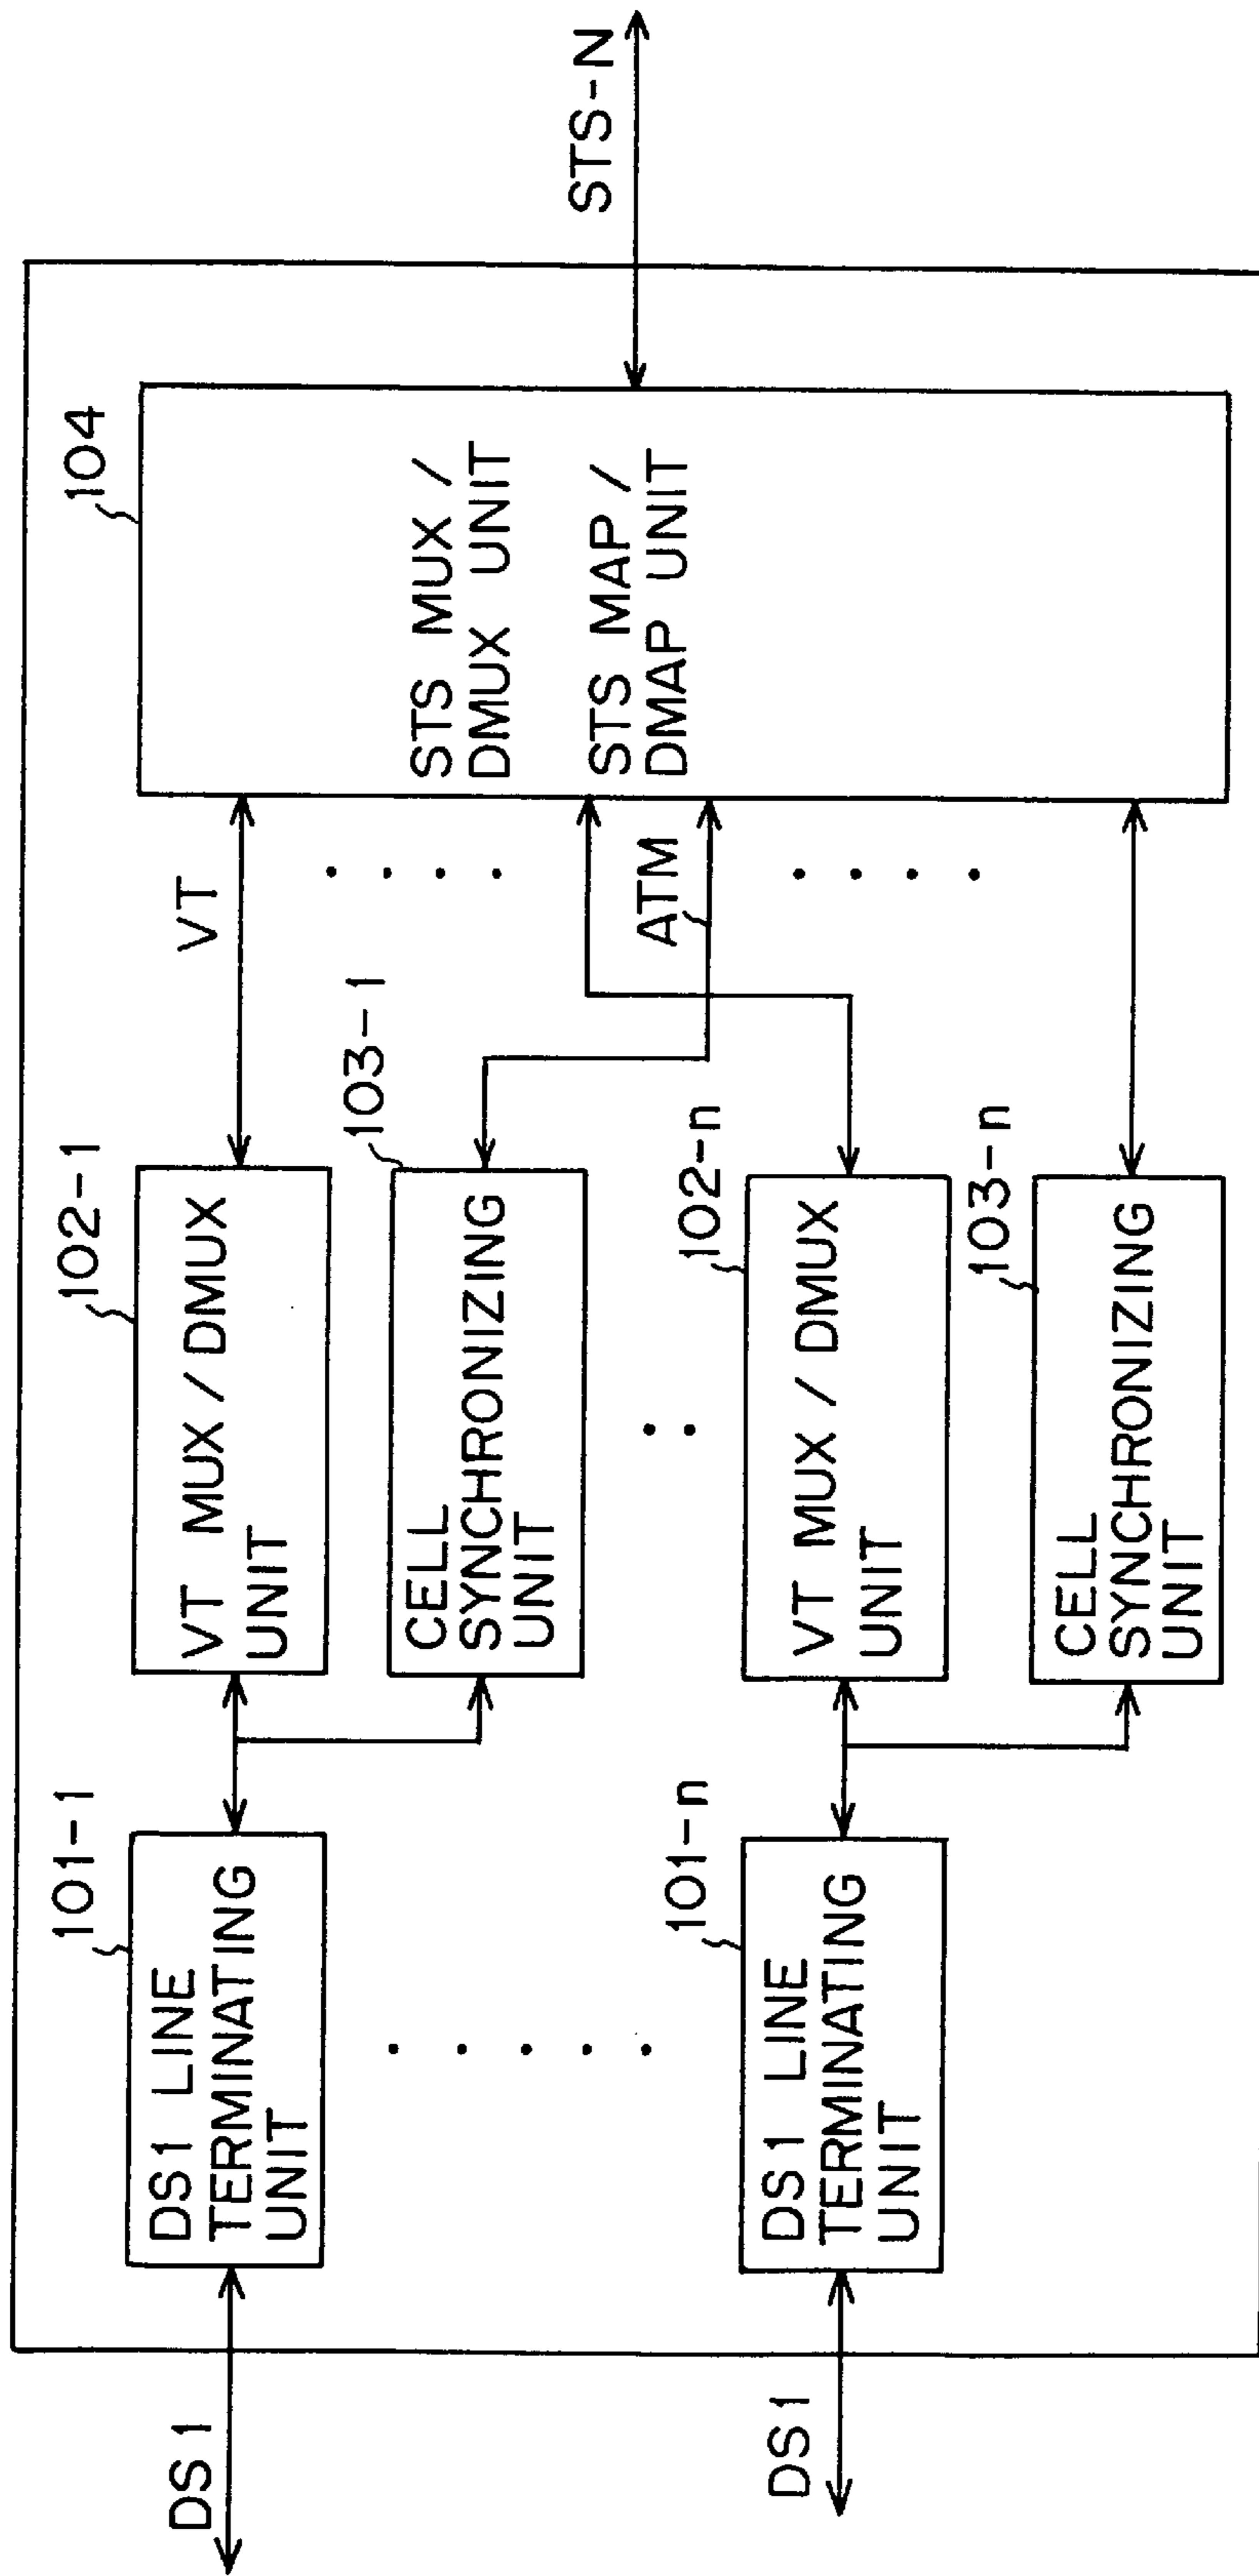 DS1
101-1
DS1 LINE
TERMINATING
UNIT
102-1
VT MUX/DMUX
UNIT
VT
103-1
CELL
SYNCHRONIZING
UNIT
ATM
104
STS MUX/
DMUX UNIT
STS MAP/
DMAP UNIT
STS-N
DS1
101-n
DS1 LINE
TERMINATING
UNIT
102-n
VT MUX/DMUX
UNIT
103-n
CELL
SYNCHRONIZING
UNIT